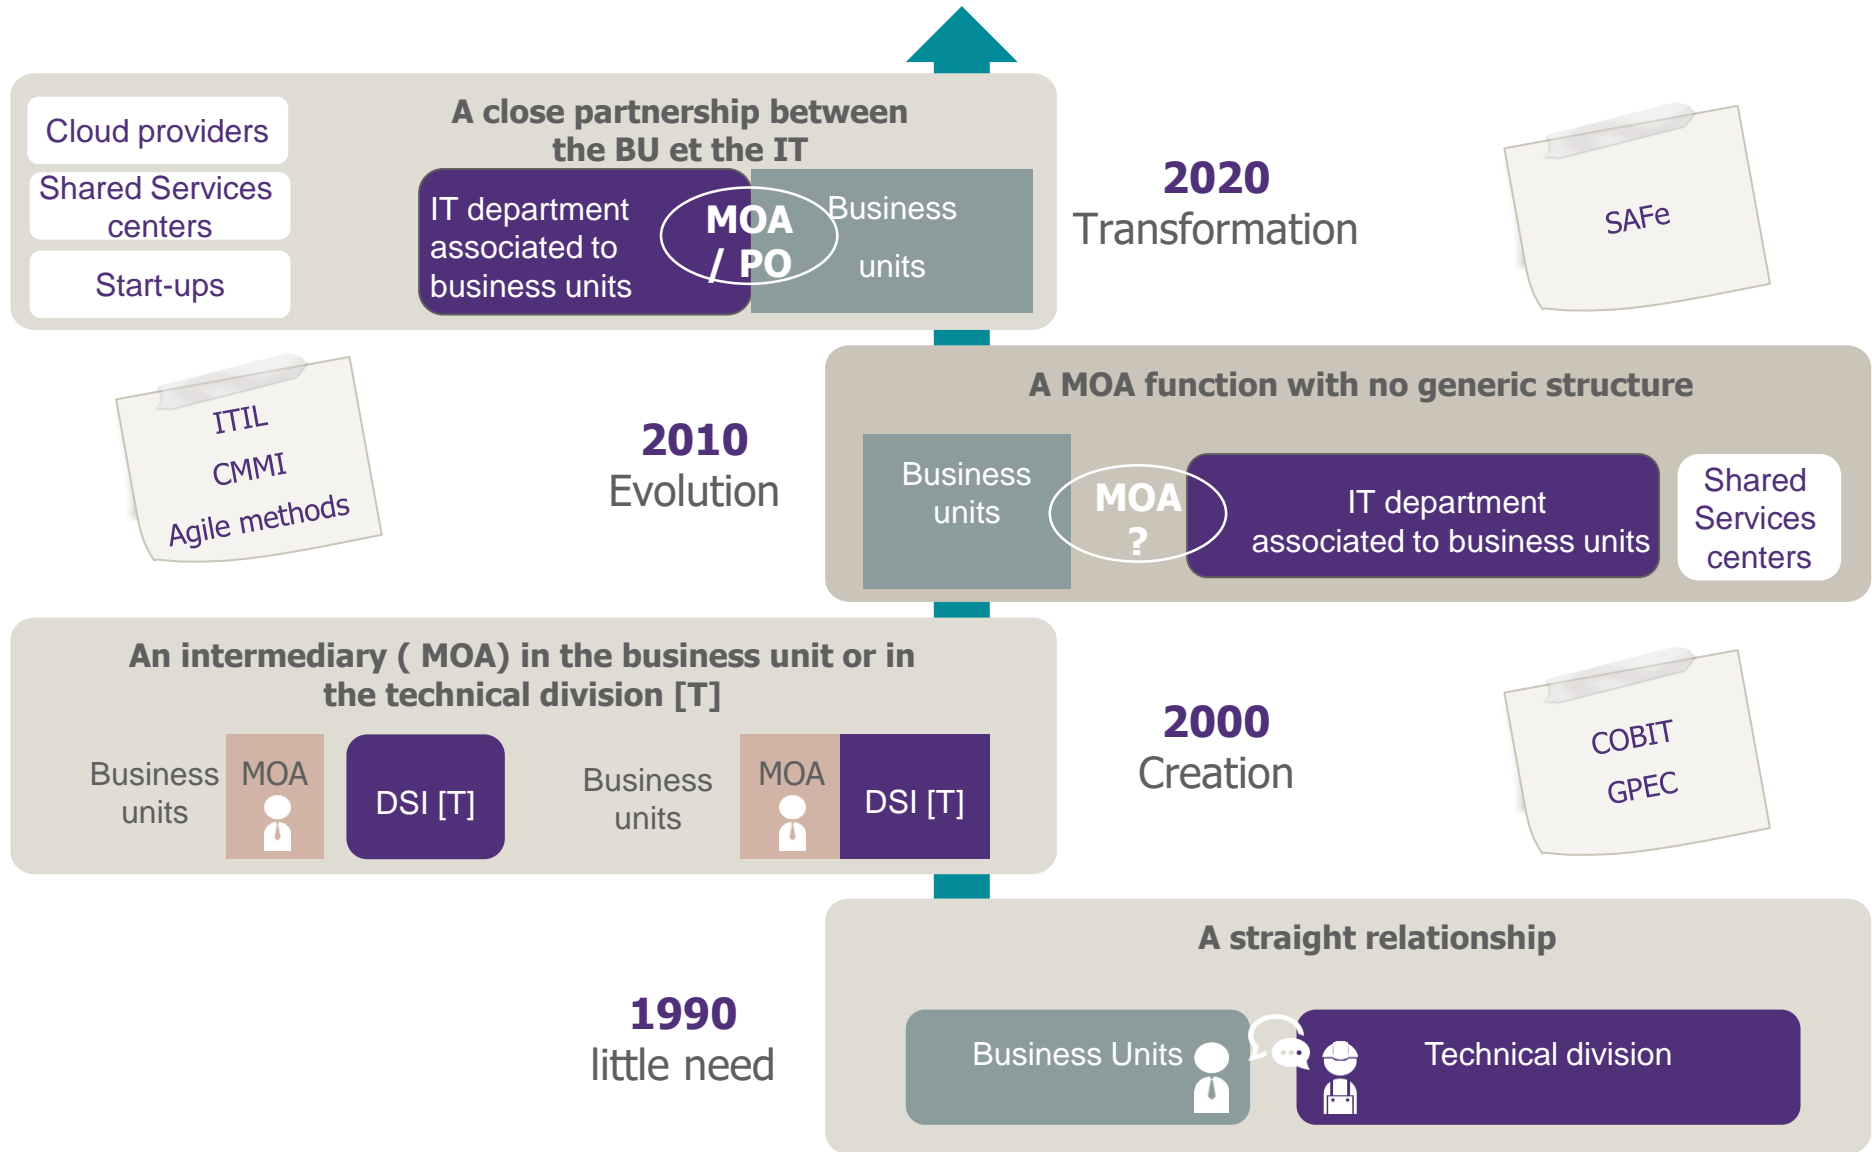 A close partnership between
the BU et the IT
Cloud providers
Shared Services
centers
Start-ups
IT department
associated to
business units
MOA
/ PO
Business
units
2020
Transformation
SAFe
ITIL
CMMI
Agile methods
2010
Evolution
A MOA function with no generic structure
Business
units
MOA
?
IT department
associated to business units
Shared
Services
centers
An intermediary ( MOA) in the business unit or in
the technical division [T]
Business
units
MOA
DSI [T]
Business
units
MOA
DSI [T]
2000
Creation
COBIT
GPEC
1990
little need
A straight relationship
Business Units
Technical division